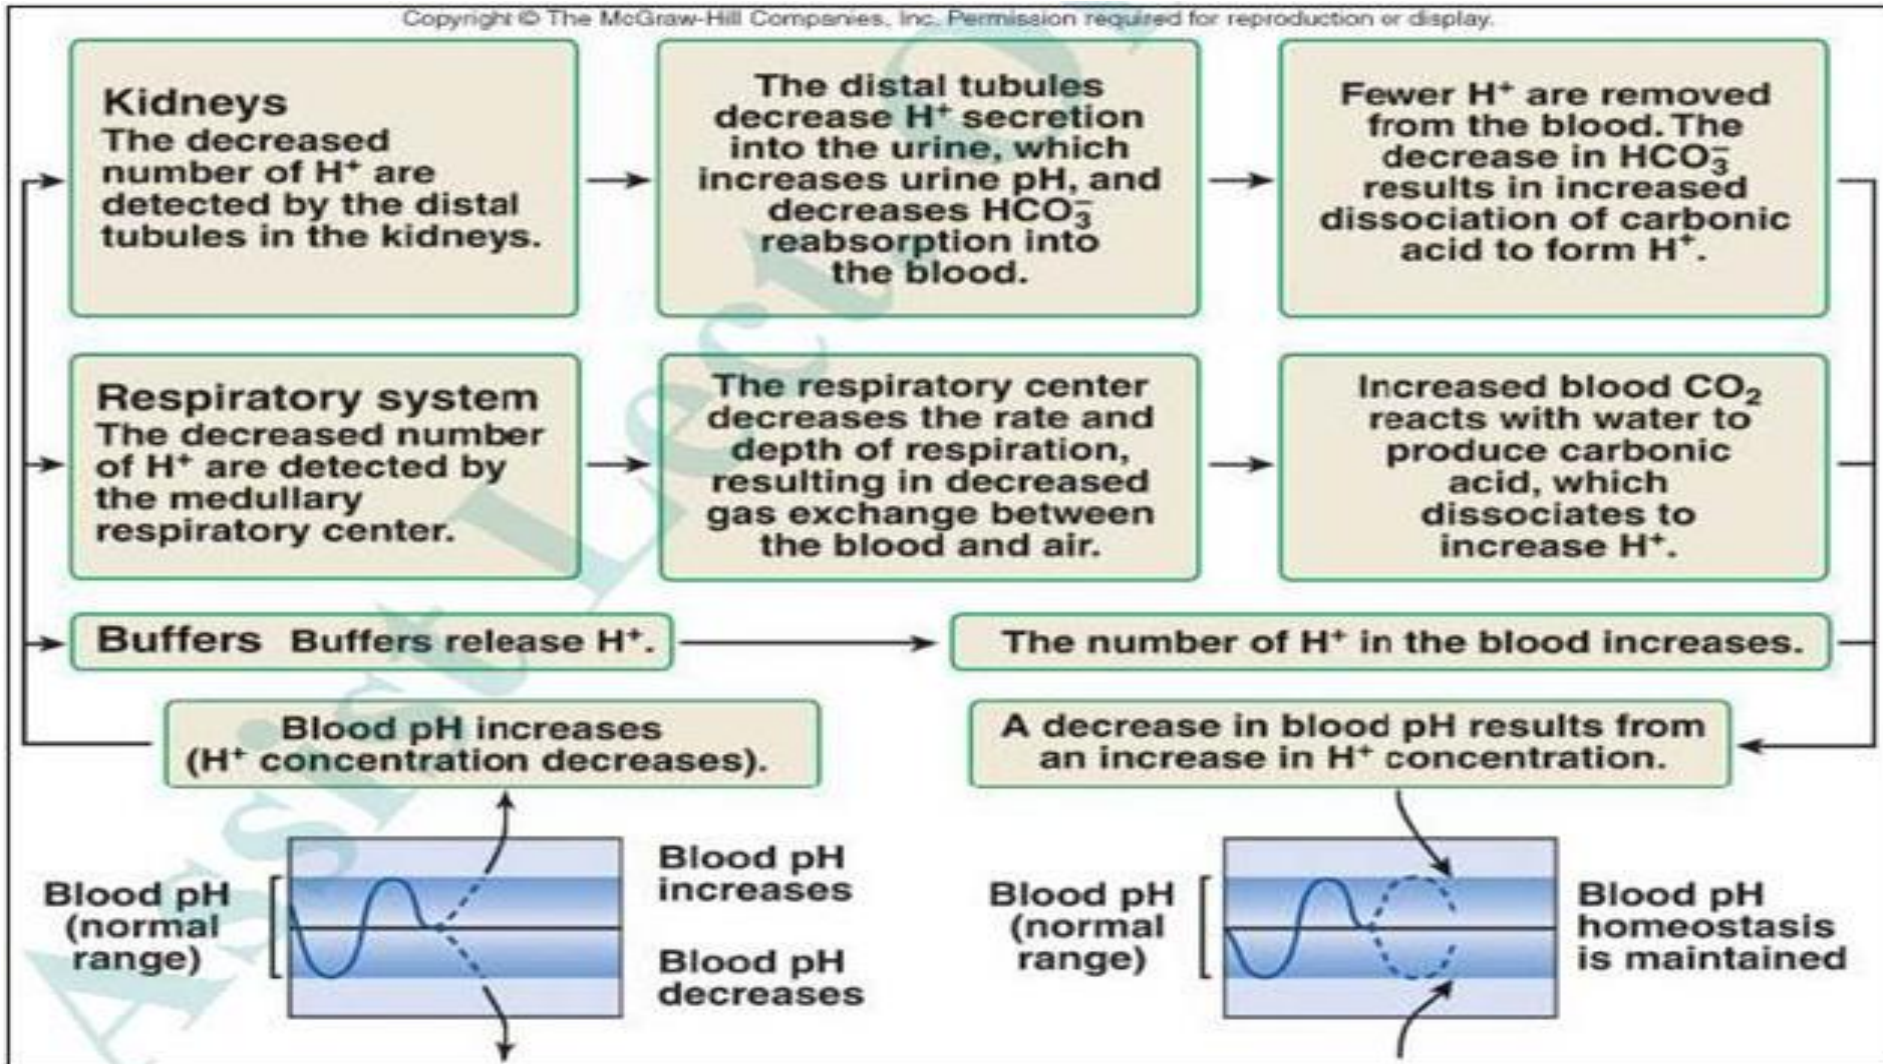 Copyright © The McGraw-Hill Companies, Inc. Permission required for reproduction or display.
Kidneys
The decreased
number of H⁺ are
detected by the distal
tubules in the kidneys.
The distal tubules
decrease H⁺ secretion
into the urine, which
increases urine pH, and
decreases HCO₃⁻
reabsorption into
the blood.
Fewer H⁺ are removed
from the blood. The
decrease in HCO₃⁻
results in increased
dissociation of carbonic
acid to form H⁺.
Respiratory system
The decreased number
of H⁺ are detected by
the medullary
respiratory center.
The respiratory center
decreases the rate and
depth of respiration,
resulting in decreased
gas exchange between
the blood and air.
Increased blood CO₂
reacts with water to
produce carbonic
acid, which
dissociates to
increase H⁺.
Buffers Buffers release H⁺.
The number of H⁺ in the blood increases.
Blood pH increases
(H⁺ concentration decreases).
A decrease in blood pH results from
an increase in H⁺ concentration.
Blood pH
(normal
range)
Blood pH
increases
Blood pH
decreases
Blood pH
(normal
range)
Blood pH
homeostasis
is maintained